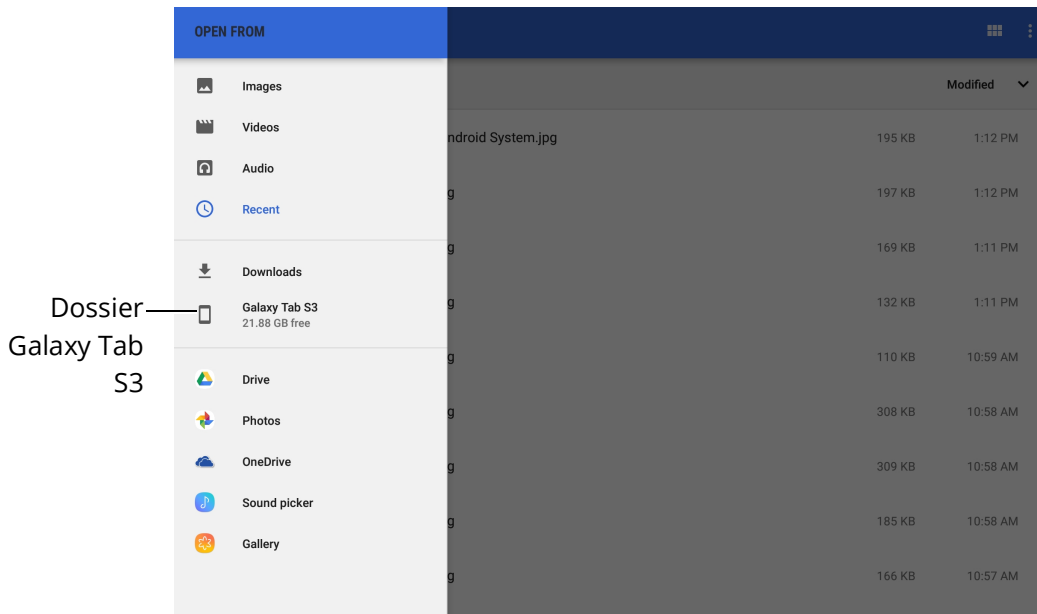 OPEN FROM
Modified
Images
Videos
Audio
Recent
Downloads
Galaxy Tab S3
21.88 GB free
Drive
Photos
OneDrive
Sound picker
Gallery
Dossier
Galaxy Tab
S3
ndroid System.jpg 195 KB 1:12 PM
g 197 KB 1:12 PM
g 169 KB 1:11 PM
g 132 KB 1:11 PM
g 110 KB 10:59 AM
g 308 KB 10:58 AM
g 309 KB 10:58 AM
g 185 KB 10:58 AM
g 166 KB 10:57 AM